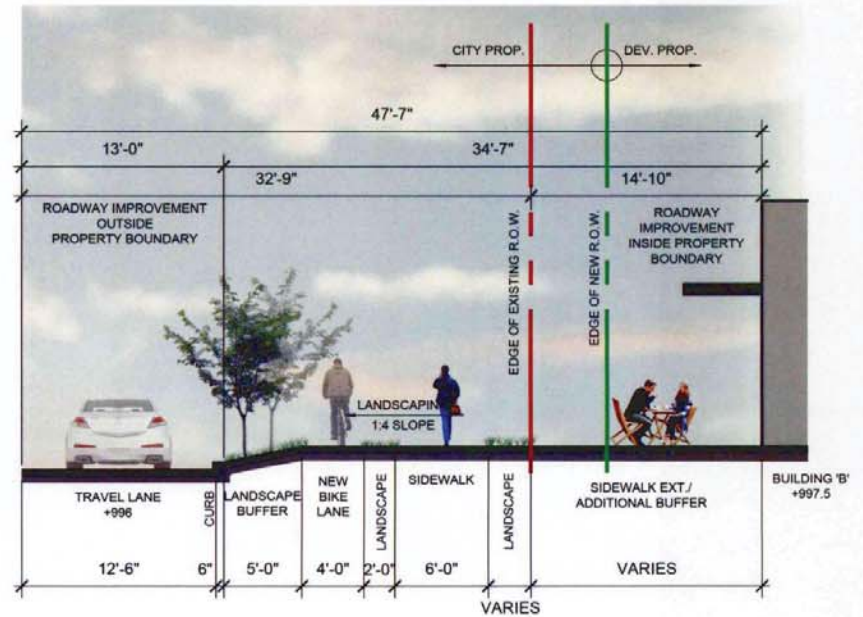 CITY PROP.
DEV. PROP.
47'-7"
13'-0"
34'-7"
32'-9"
14'-10"
ROADWAY IMPROVEMENT
OUTSIDE
PROPERTY BOUNDARY
EDGE OF EXISTING R.O.W.
EDGE OF NEW R.O.W.
ROADWAY
IMPROVEMENT
INSIDE PROPERTY
BOUNDARY
LANDSCAPIN
1:4 SLOPE
TRAVEL LANE
+996
CURB
LANDSCAPE
BUFFER
NEW
BIKE
LANE
LANDSCAPE
SIDEWALK
LANDSCAPE
SIDEWALK EXT./
ADDITIONAL BUFFER
BUILDING 'B'
+997.5
12'-6"
6"
5'-0"
4'-0"
2'-0"
6'-0"
VARIES
VARIES